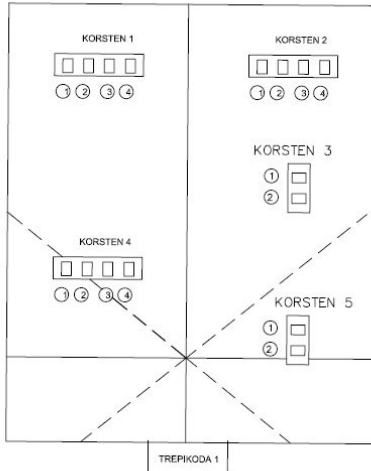 KORSTEN 1
1 2 3 4
KORSTEN 2
1 2 3 4
KORSTEN 3
1
2
KORSTEN 4
1 2 3 4
KORSTEN 5
1
2
TREPIKODA 1